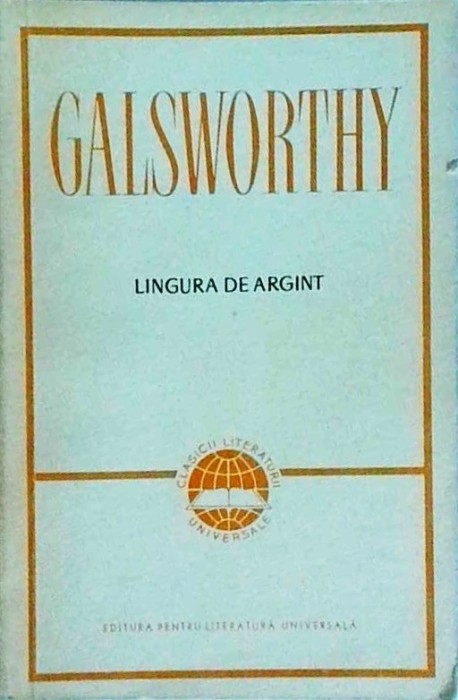 GALSWORTHY
LINGURA DE ARGINT
CLASICII LITERATURII
UNIVERSALE
EDITURA PENTRU LITERATURĂ UNIVERSALĂ